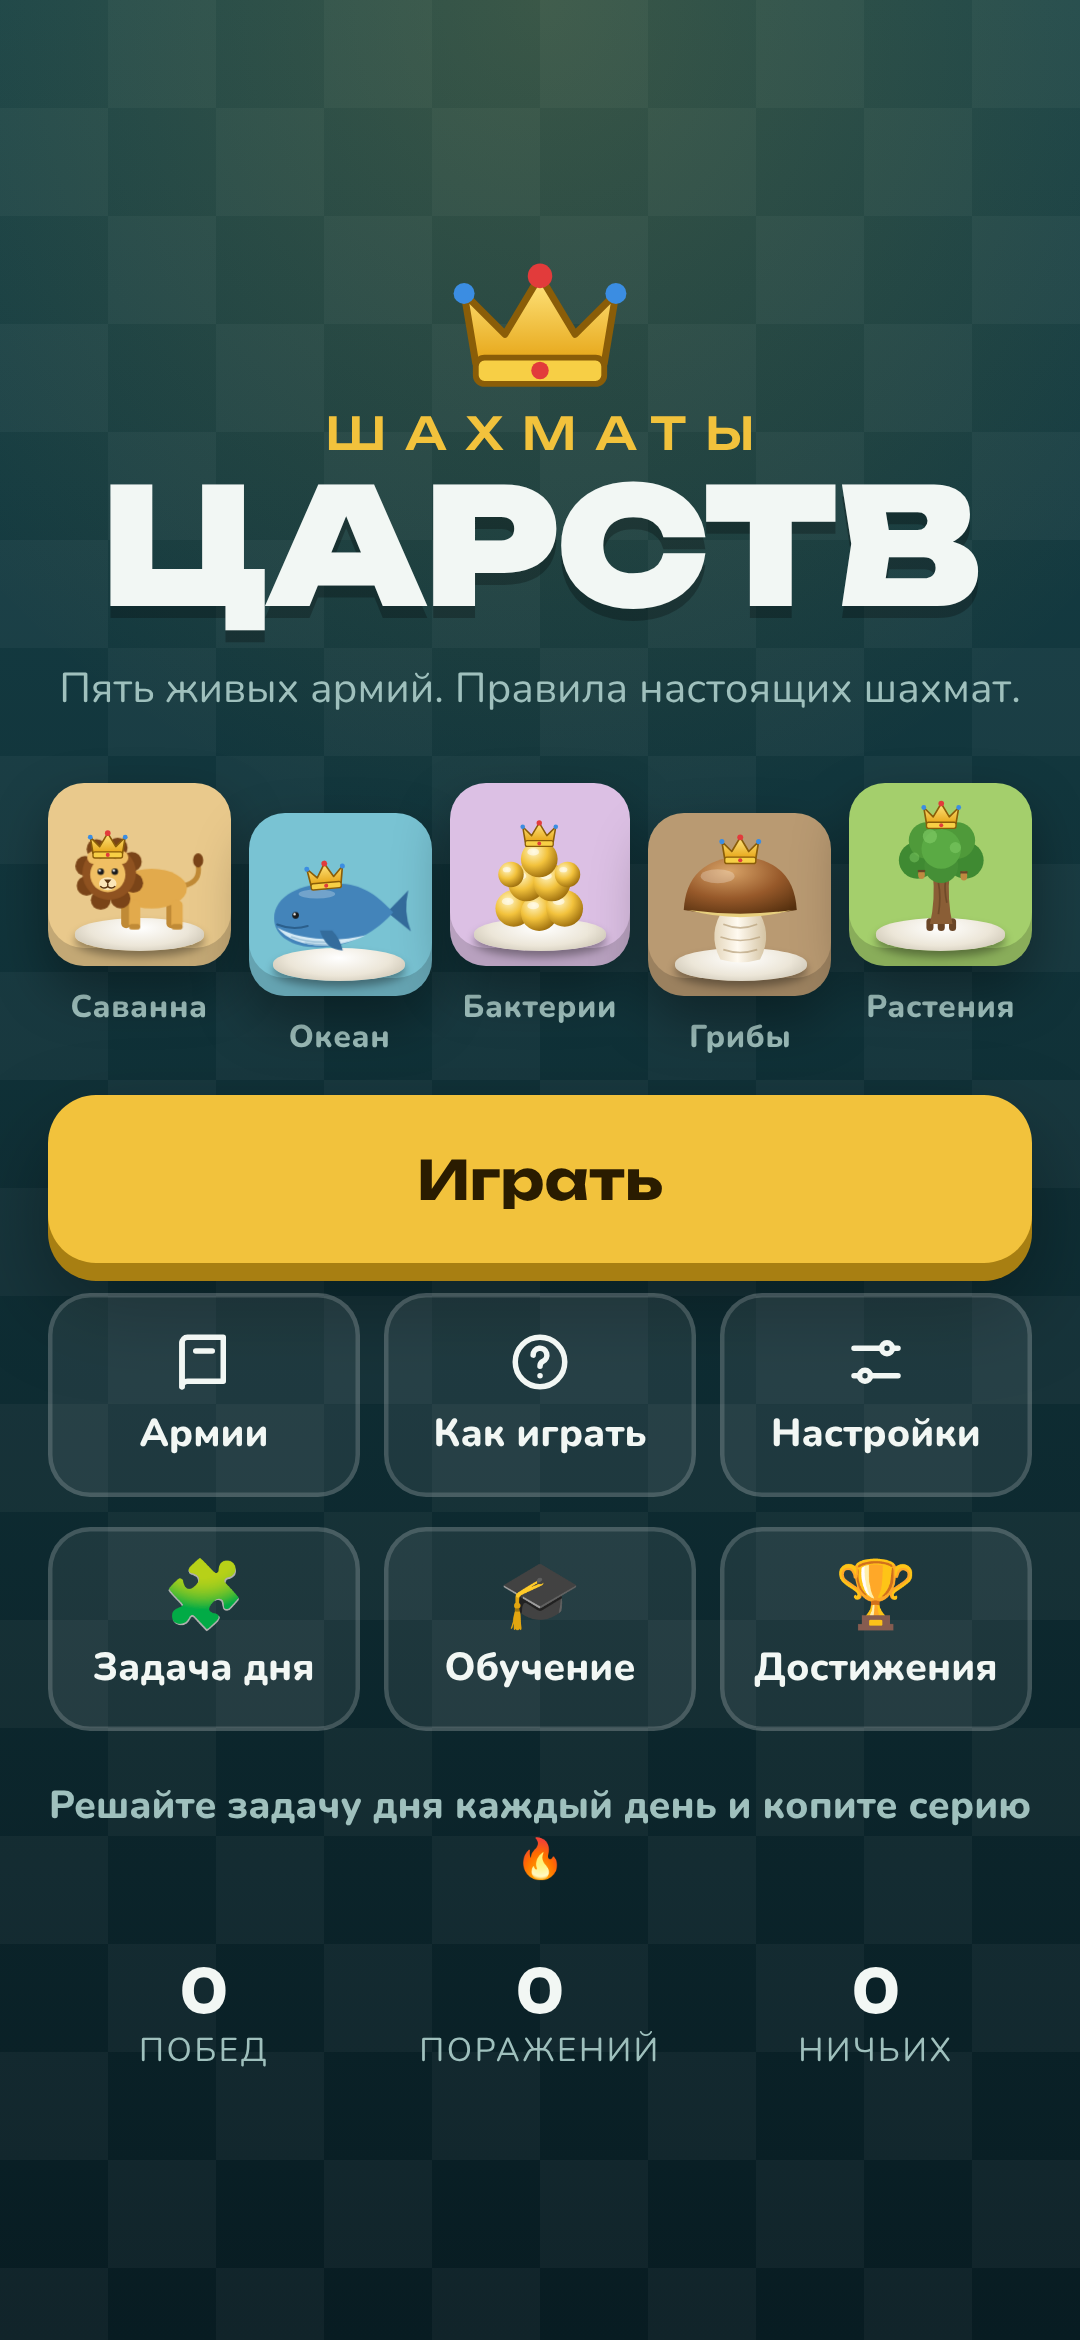 ШАХМАТЫ
ЦАРСТВ
Пять живых армий. Правила настоящих шахмат.
Саванна
Океан
Бактерии
Грибы
Растения
Играть
Армии
Как играть
Настройки
Задача дня
Обучение
Достижения
Решайте задачу дня каждый день и копите серию
🔥
0
0
0
ПОБЕД
ПОРАЖЕНИЙ
НИЧЬИХ